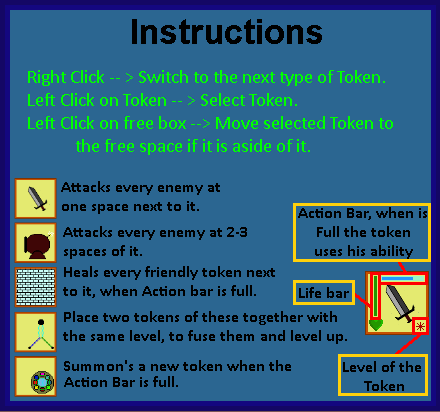 Instructions
Right Click -- > Switch to the next type of Token.
Left Click on Token -- > Select Token.
Left Click on free box --> Move selected Token to
the free space if it is aside of it.
Attacks every enemy at
one space next to it.
Attacks every enemy at 2-3
spaces of it.
Heals every friendly token next
to it, when Action bar is full.
Place two tokens of these together with
the same level, to fuse them and level up.
Summon's a new token when the
Action Bar is full.
Action Bar, when is
Full the token
uses his ability
Life bar
Level of the
Token